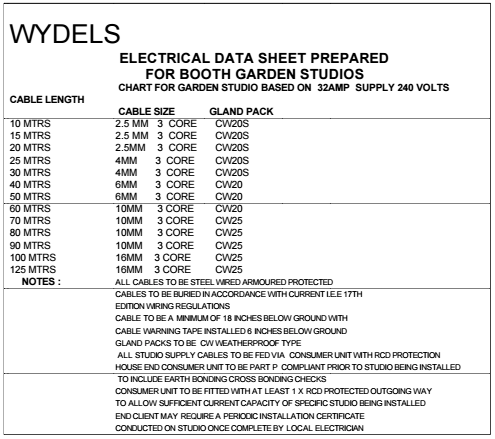 WYDELS
ELECTRICAL DATA SHEET PREPARED
FOR BOOTH GARDEN STUDIOS
CHART FOR GARDEN STUDIO BASED ON 32AMP SUPPLY 240 VOLTS
CABLE LENGTH
CABLE SIZE GLAND PACK
10 MTRS 2.5 MM 3 CORE CW20S
15 MTRS 2.5 MM 3 CORE CW20S
20 MTRS 2.5MM 3 CORE CW20S
25 MTRS 4MM 3 CORE CW20S
30 MTRS 4MM 3 CORE CW20S
40 MTRS 6MM 3 CORE CW20
50 MTRS 6MM 3 CORE CW20
60 MTRS 10MM 3 CORE CW20
70 MTRS 10MM 3 CORE CW25
80 MTRS 10MM 3 CORE CW25
90 MTRS 10MM 3 CORE CW25
100 MTRS 16MM 3 CORE CW25
125 MTRS 16MM 3 CORE CW25
NOTES : ALL CABLES TO BE STEEL WIRED ARMOURED PROTECTED
CABLES TO BE BURIED IN ACCORDANCE WITH CURRENT I.E.E 17TH
EDITION WIRING REGULATIONS
CABLE TO BE A MINIMUM OF 18 INCHES BELOW GROUND WITH
CABLE WARNING TAPE INSTALLED 6 INCHES BELOW GROUND
GLAND PACKS TO BE CW WEATHERPROOF TYPE
ALL STUDIO SUPPLY CABLES TO BE FED VIA CONSUMER UNIT WITH RCD PROTECTION
HOUSE END CONSUMER UNIT TO BE PART P COMPLIANT PRIOR TO STUDIO BEING INSTALLED
TO INCLUDE EARTH BONDING CROSS BONDING CHECKS
CONSUMER UNIT TO BE FITTED WITH AT LEAST 1 X RCD PROTECTED OUTGOING WAY
TO ALLOW SUFFICIENT CURRENT CAPACITY OF SPECIFIC STUDIO BEING INSTALLED
END CLIENT MAY REQUIRE A PERIODIC INSTALLATION CERTIFICATE
CONDUCTED ON STUDIO ONCE COMPLETE BY LOCAL ELECTRICIAN